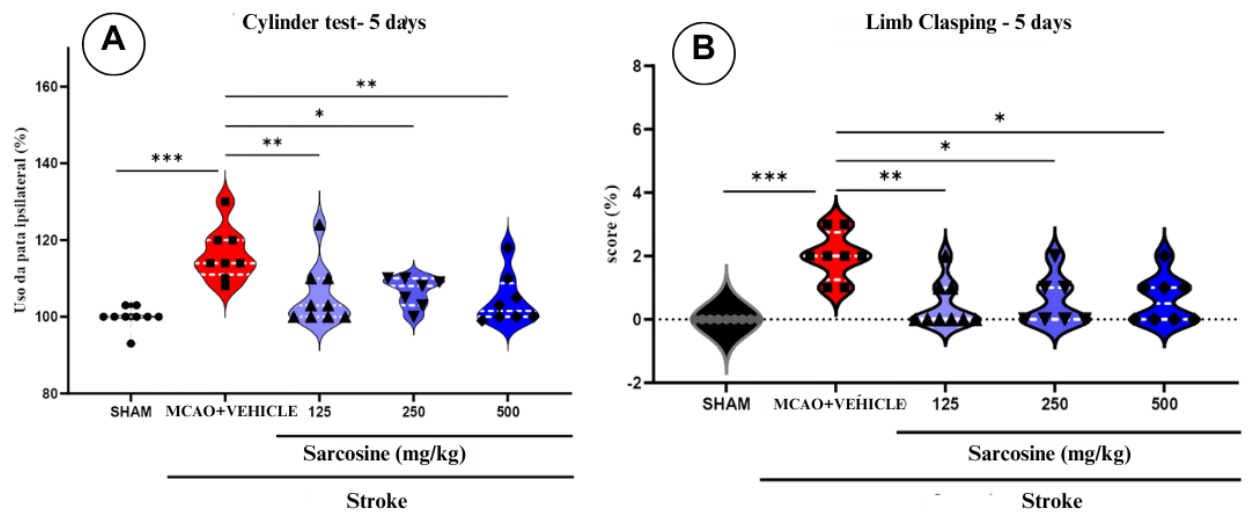 A
Cylinder test- 5 days
Uso da pata ipsilateral (%)
160
140
120
100
80
***
**
*
**
SHAM
MCAO+VEHICLE
125
250
500
Sarcosine (mg/kg)
Stroke
B
Limb Clasping - 5 days
score (%)
8
6
4
2
0
-2
***
**
*
*
SHAM
MCAO+VEHICLE
125
250
500
Sarcosine (mg/kg)
Stroke